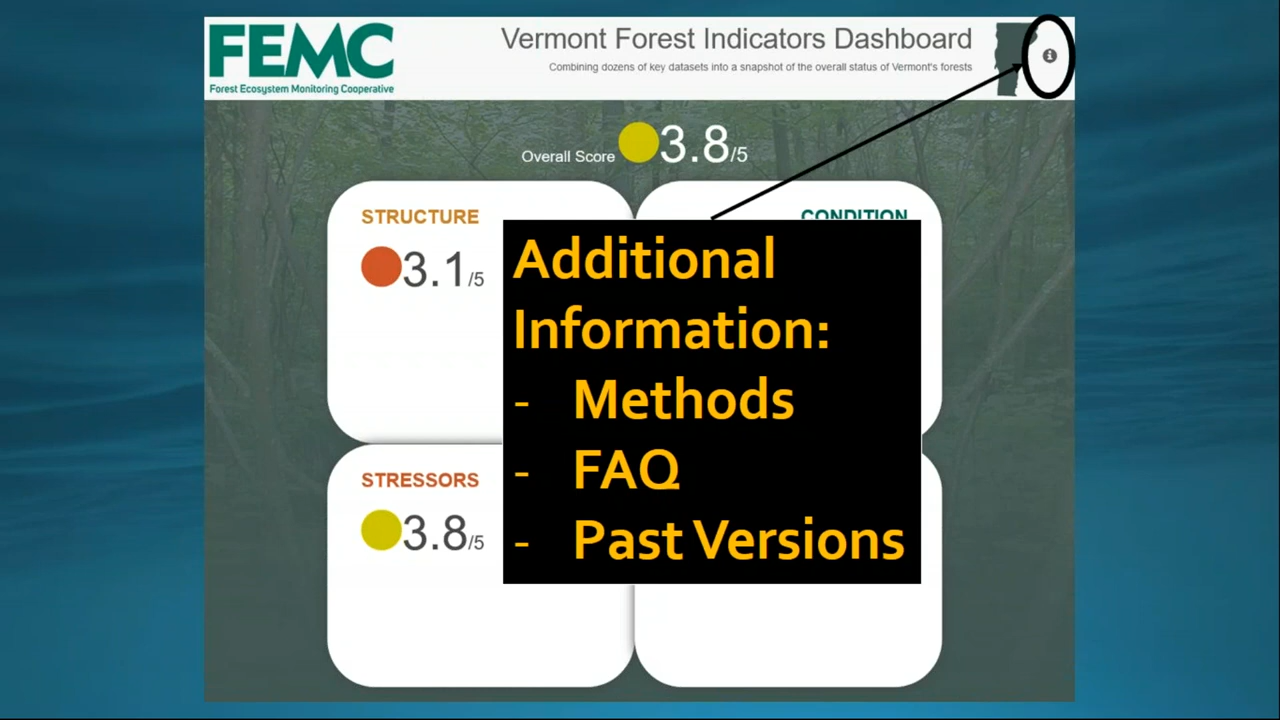 FEMC
Forest Ecosystem Monitoring Cooperative
Vermont Forest Indicators Dashboard
Combining dozens of key datasets into a snapshot of the overall status of Vermont's forests
i
Overall Score 3.8/5
STRUCTURE
3.1/5
CONDITION
Additional
Information:
- Methods
- FAQ
- Past Versions
STRESSORS
3.8/5